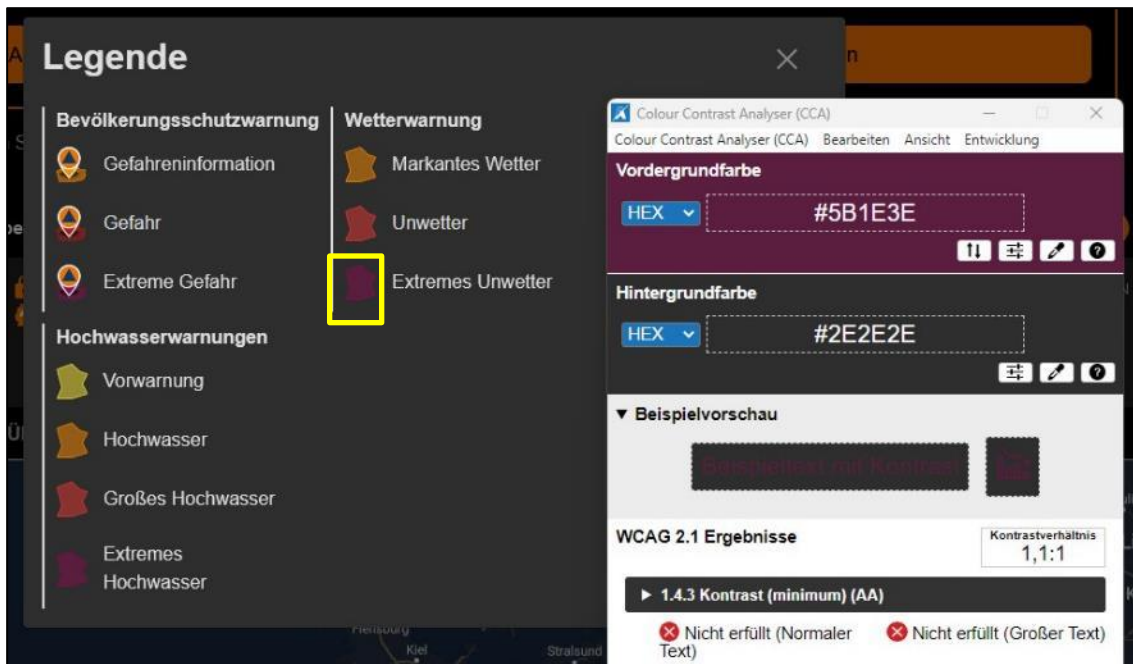 Legende
Bevölkerungsschutzwarnung
Gefahreninformation
Gefahr
Extreme Gefahr
Wetterwarnung
Markantes Wetter
Unwetter
Extremes Unwetter
Hochwasserwarnungen
Vorwarnung
Hochwasser
Großes Hochwasser
Extremes
Hochwasser
Kiel
Stralsund
Colour Contrast Analyser (CCA)
Colour Contrast Analyser (CCA) Bearbeiten Ansicht Entwicklung
Vordergrundfarbe
HEX #5B1E3E
Hintergrundfarbe
HEX #2E2E2E
Beispielvorschau
Beispieltext mit Kontrast
WCAG 2.1 Ergebnisse
Kontrastverhältnis
1,1:1
1.4.3 Kontrast (minimum) (AA)
Nicht erfüllt (Normaler
Text)
Nicht erfüllt (Großer Text)